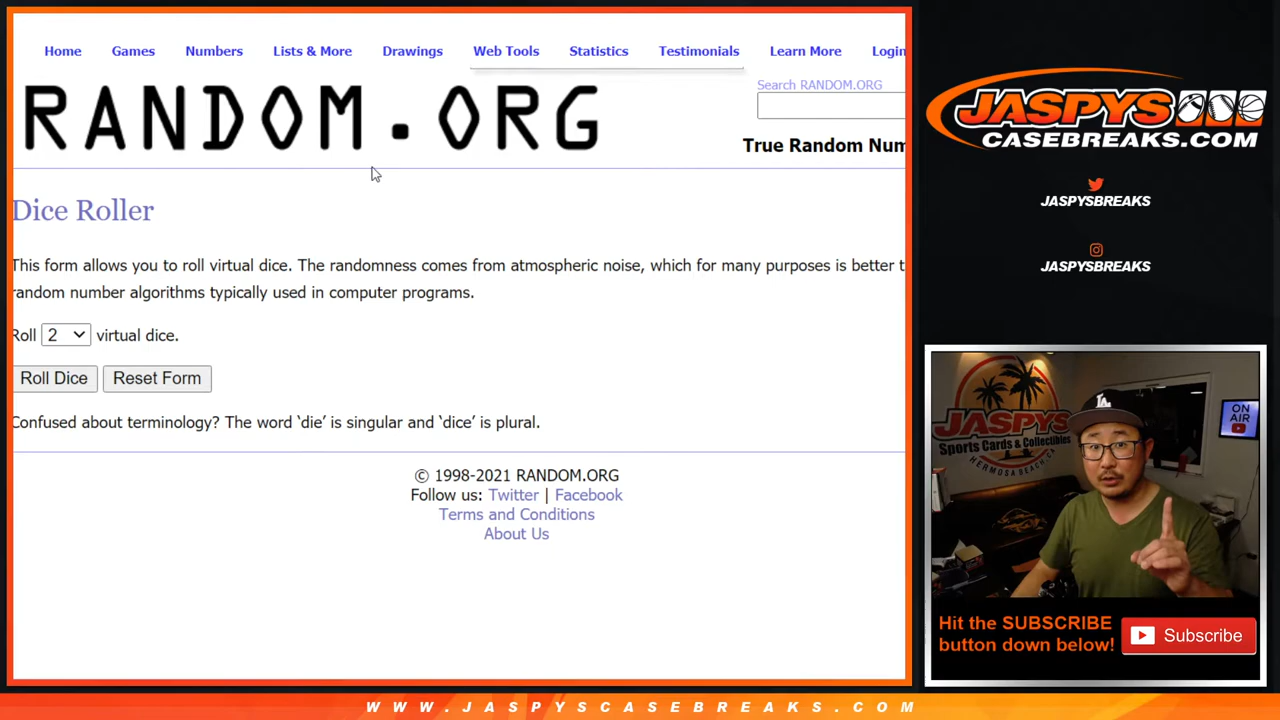 Home Games Numbers Lists & More Drawings Web Tools Statistics Testimonials Learn More Login
Search RANDOM.ORG
RANDOM.ORG
True Random Num
Dice Roller
This form allows you to roll virtual dice. The randomness comes from atmospheric noise, which for many purposes is better t
random number algorithms typically used in computer programs.
Roll 2 virtual dice.
Roll Dice Reset Form
Confused about terminology? The word ‘die’ is singular and ‘dice’ is plural.
© 1998-2021 RANDOM.ORG
Follow us: Twitter | Facebook
Terms and Conditions
About Us
JASPYS
CASEBREAKS.COM
JASPYSBREAKS
JASPYSBREAKS
JASPYS
Sports Cards & Collectibles
HERMOSA BEACH, CA
LA
ON
AIR
Hit the SUBSCRIBE
button down below!
Subscribe
WWW.JASPYSCASEBREAKS.COM